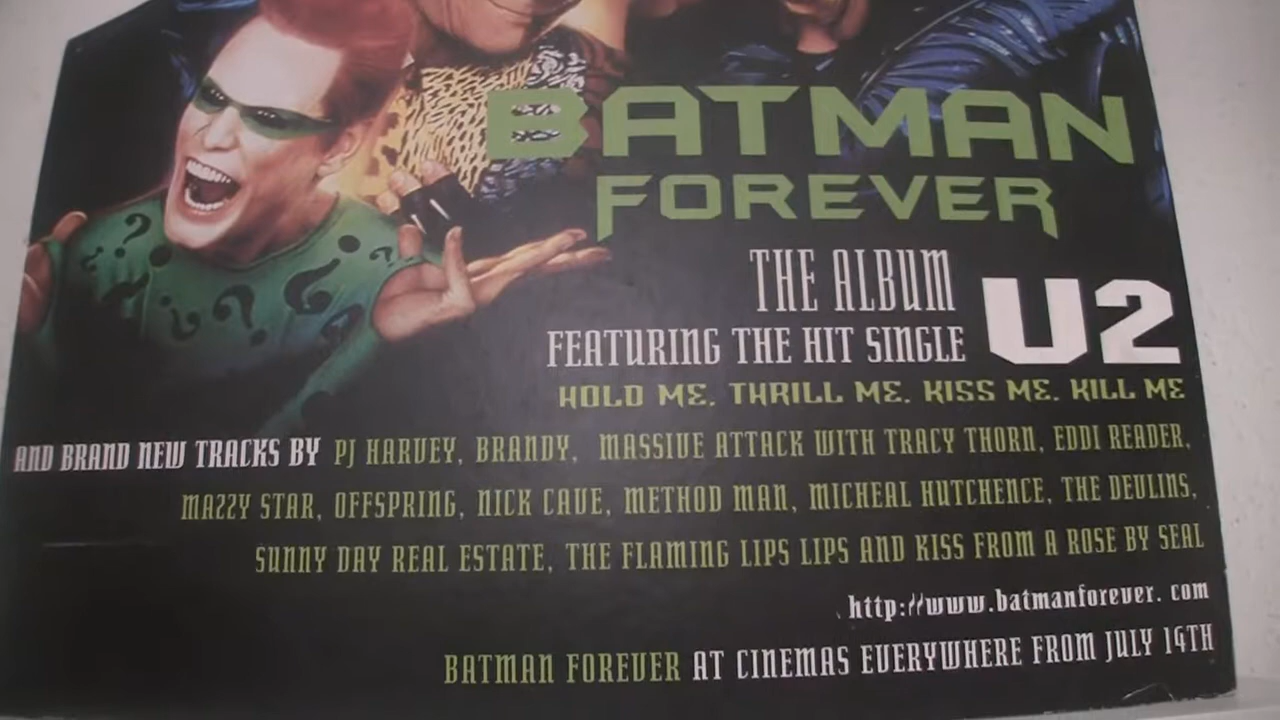 BATMAN
FOREVER
THE ALBUM
FEATURING THE HIT SINGLE U2
HOLD ME. THRILL ME. KISS ME. KILL ME
AND BRAND NEW TRACKS BY PJ HARVEY, BRANDY, MASSIVE ATTACK WITH TRACY THORN, EDDI READER,
MAZZY STAR, OFFSPRING, NICK CAVE, METHOD MAN, MICHEAL HUTCHENCE, THE DEVLINS,
SUNNY DAY REAL ESTATE, THE FLAMING LIPS LIPS AND KISS FROM A ROSE BY SEAL
http://www.batmanforever. com
BATMAN FOREVER AT CINEMAS EVERYWHERE FROM JULY 14TH